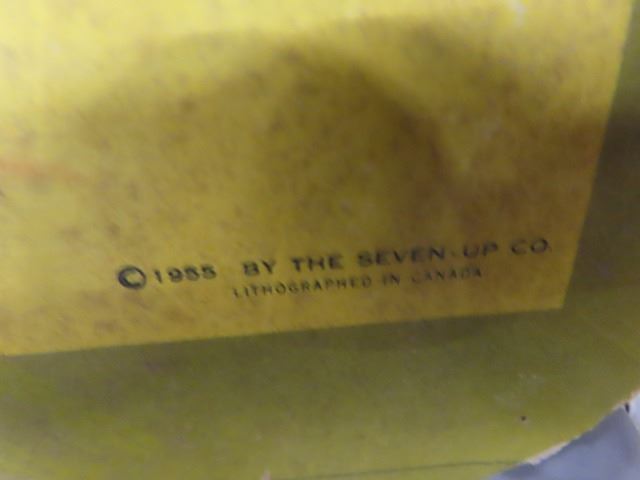 © 1955 BY THE SEVEN-UP CO.
LITHOGRAPHED IN CANADA